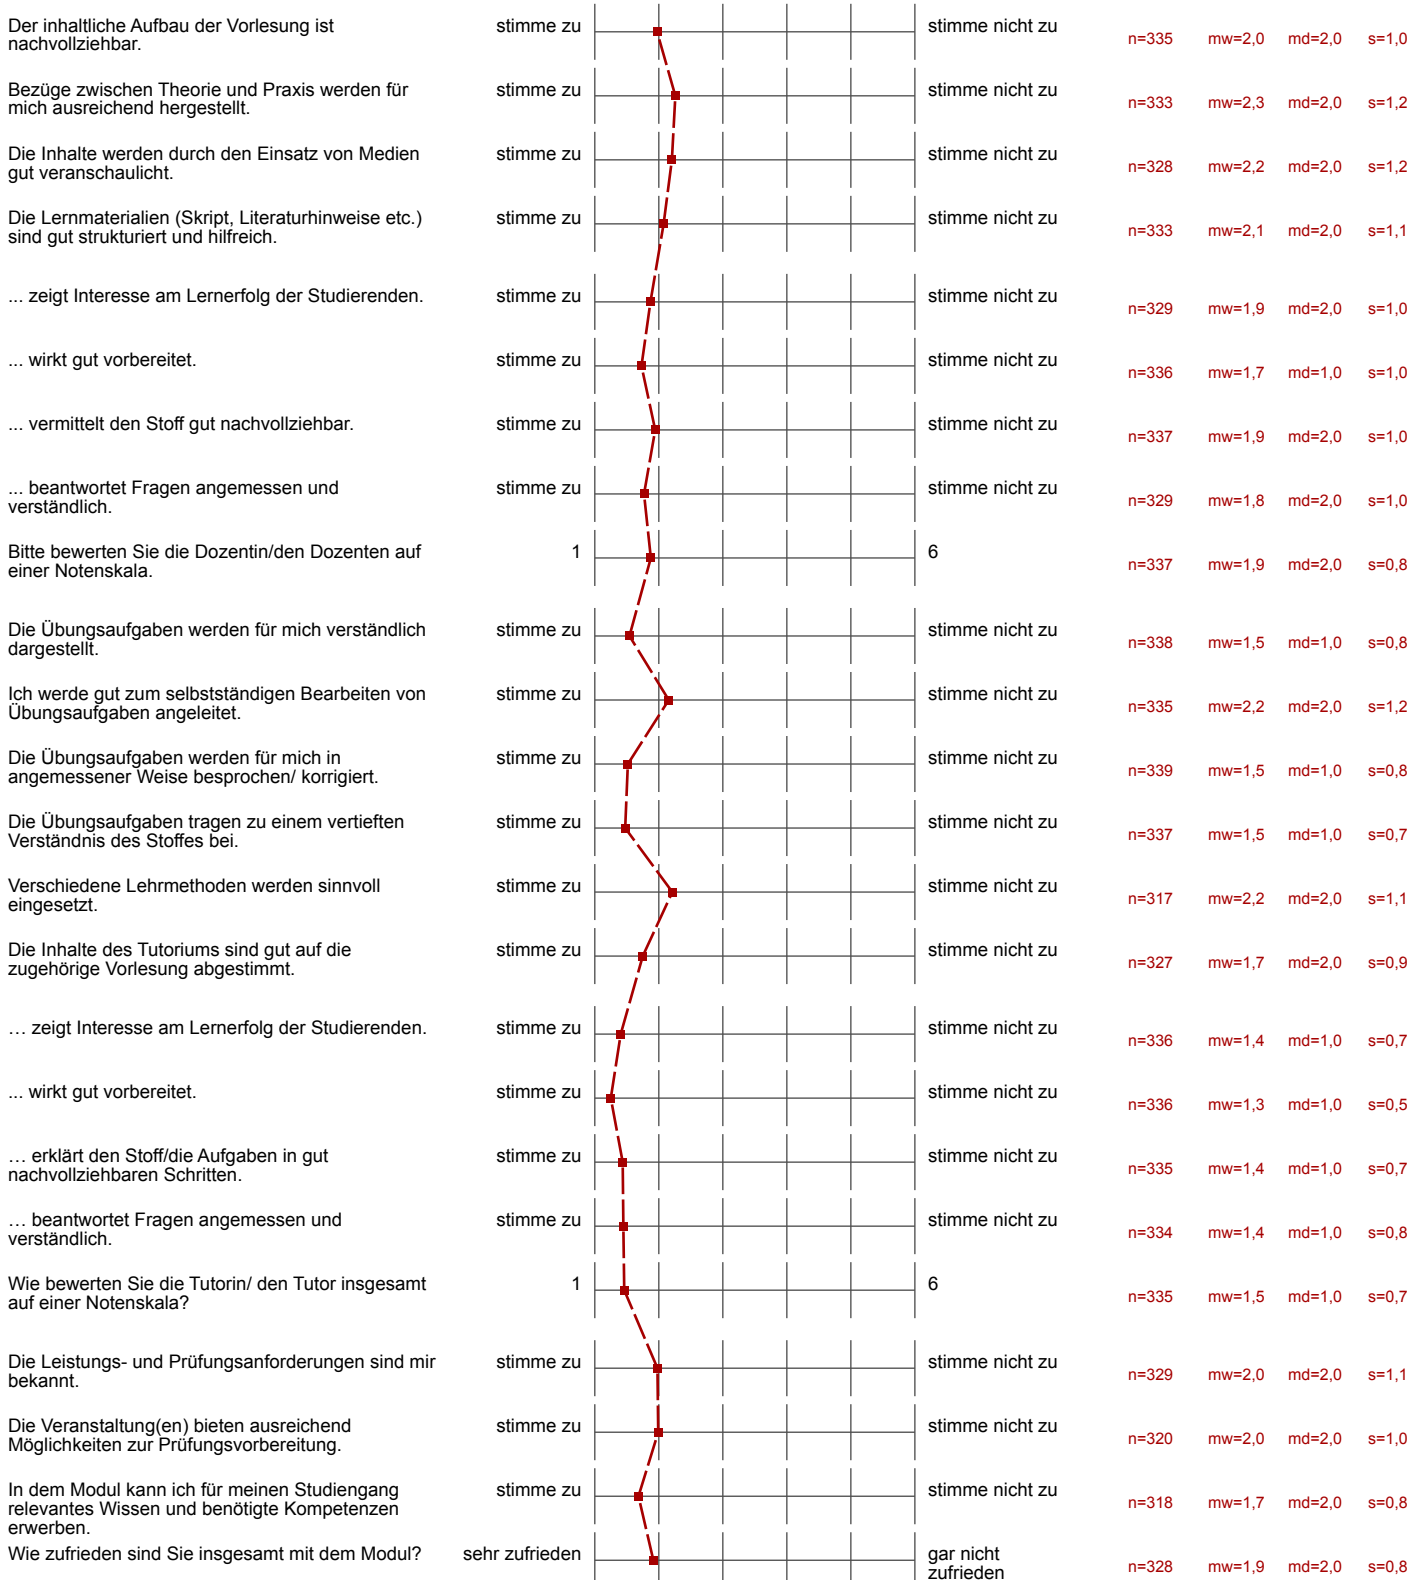 Der inhaltliche Aufbau der Vorlesung ist
nachvollziehbar.
stimme zu
stimme nicht zu
n=335 mw=2,0 md=2,0 s=1,0
Bezüge zwischen Theorie und Praxis werden für
mich ausreichend hergestellt.
stimme zu
stimme nicht zu
n=333 mw=2,3 md=2,0 s=1,2
Die Inhalte werden durch den Einsatz von Medien
gut veranschaulicht.
stimme zu
stimme nicht zu
n=328 mw=2,2 md=2,0 s=1,2
Die Lernmaterialien (Skript, Literaturhinweise etc.)
sind gut strukturiert und hilfreich.
stimme zu
stimme nicht zu
n=333 mw=2,1 md=2,0 s=1,1
... zeigt Interesse am Lernerfolg der Studierenden.
stimme zu
stimme nicht zu
n=329 mw=1,9 md=2,0 s=1,0
... wirkt gut vorbereitet.
stimme zu
stimme nicht zu
n=336 mw=1,7 md=1,0 s=1,0
... vermittelt den Stoff gut nachvollziehbar.
stimme zu
stimme nicht zu
n=337 mw=1,9 md=2,0 s=1,0
... beantwortet Fragen angemessen und
verständlich.
stimme zu
stimme nicht zu
n=329 mw=1,8 md=2,0 s=1,0
Bitte bewerten Sie die Dozentin/den Dozenten auf
einer Notenskala.
1
6
n=337 mw=1,9 md=2,0 s=0,8
Die Übungsaufgaben werden für mich verständlich
dargestellt.
stimme zu
stimme nicht zu
n=338 mw=1,5 md=1,0 s=0,8
Ich werde gut zum selbstständigen Bearbeiten von
Übungsaufgaben angeleitet.
stimme zu
stimme nicht zu
n=335 mw=2,2 md=2,0 s=1,2
Die Übungsaufgaben werden für mich in
angemessener Weise besprochen/ korrigiert.
stimme zu
stimme nicht zu
n=339 mw=1,5 md=1,0 s=0,8
Die Übungsaufgaben tragen zu einem vertieften
Verständnis des Stoffes bei.
stimme zu
stimme nicht zu
n=337 mw=1,5 md=1,0 s=0,7
Verschiedene Lehrmethoden werden sinnvoll
eingesetzt.
stimme zu
stimme nicht zu
n=317 mw=2,2 md=2,0 s=1,1
Die Inhalte des Tutoriums sind gut auf die
zugehörige Vorlesung abgestimmt.
stimme zu
stimme nicht zu
n=327 mw=1,7 md=2,0 s=0,9
… zeigt Interesse am Lernerfolg der Studierenden.
stimme zu
stimme nicht zu
n=336 mw=1,4 md=1,0 s=0,7
... wirkt gut vorbereitet.
stimme zu
stimme nicht zu
n=336 mw=1,3 md=1,0 s=0,5
… erklärt den Stoff/die Aufgaben in gut
nachvollziehbaren Schritten.
stimme zu
stimme nicht zu
n=335 mw=1,4 md=1,0 s=0,7
… beantwortet Fragen angemessen und
verständlich.
stimme zu
stimme nicht zu
n=334 mw=1,4 md=1,0 s=0,8
Wie bewerten Sie die Tutorin/ den Tutor insgesamt
auf einer Notenskala?
1
6
n=335 mw=1,5 md=1,0 s=0,7
Die Leistungs- und Prüfungsanforderungen sind mir
bekannt.
stimme zu
stimme nicht zu
n=329 mw=2,0 md=2,0 s=1,1
Die Veranstaltung(en) bieten ausreichend
Möglichkeiten zur Prüfungsvorbereitung.
stimme zu
stimme nicht zu
n=320 mw=2,0 md=2,0 s=1,0
In dem Modul kann ich für meinen Studiengang
relevantes Wissen und benötigte Kompetenzen
erwerben.
stimme zu
stimme nicht zu
n=318 mw=1,7 md=2,0 s=0,8
Wie zufrieden sind Sie insgesamt mit dem Modul?
sehr zufrieden
gar nicht
zufrieden
n=328 mw=1,9 md=2,0 s=0,8